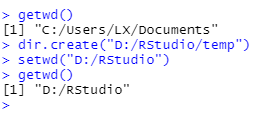 > getwd()
[1] "C:/Users/LX/Documents"
> dir.create("D:/RStudio/temp")
> setwd("D:/RStudio")
> getwd()
[1] "D:/RStudio"
>